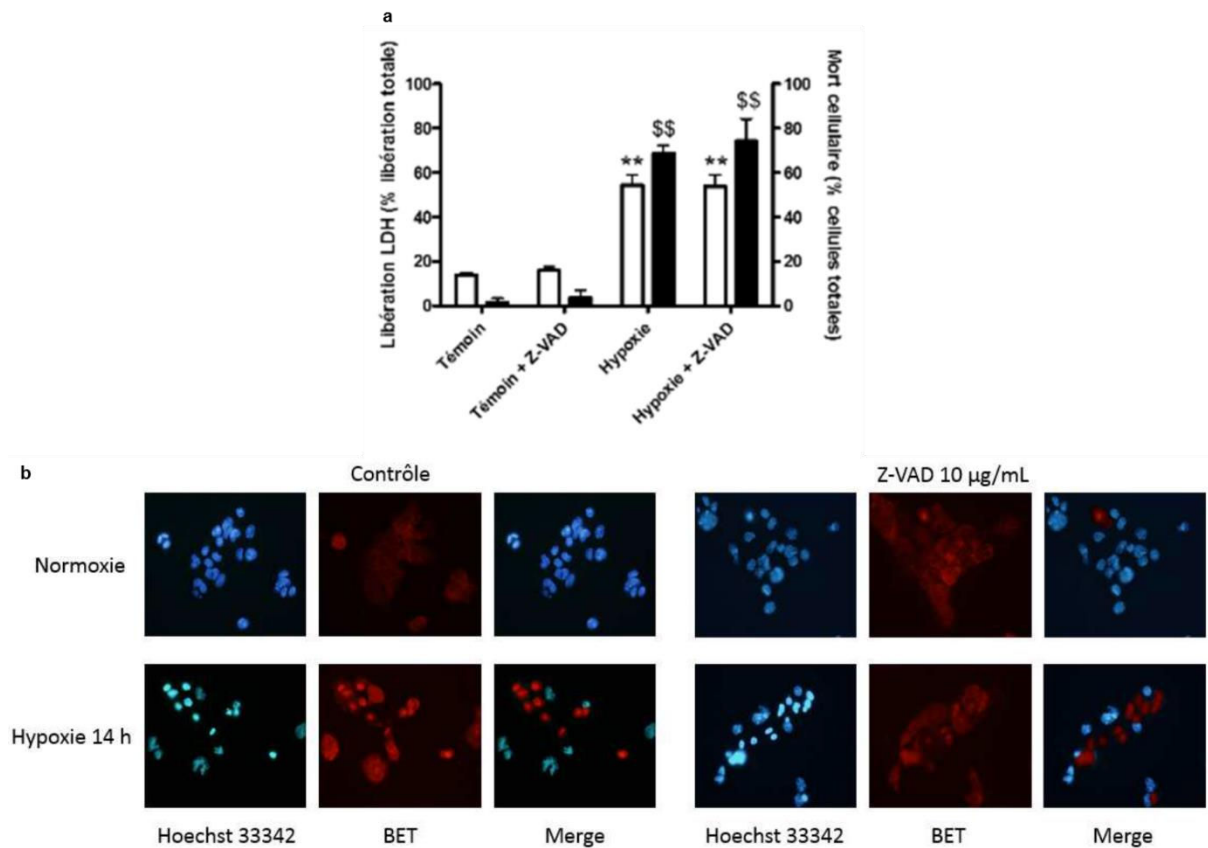 a
Libération LDH (% libération totale)
100
80
60
40
20
0
**
$$
**
$$
100
80
60
40
20
0
Mort cellulaire (% cellules totales)
Témoin
Témoin + Z-VAD
Hypoxie
Hypoxie + Z-VAD
b
Contrôle
Z-VAD 10 µg/mL
Normoxie
Hypoxie 14 h
Hoechst 33342
BET
Merge
Hoechst 33342
BET
Merge